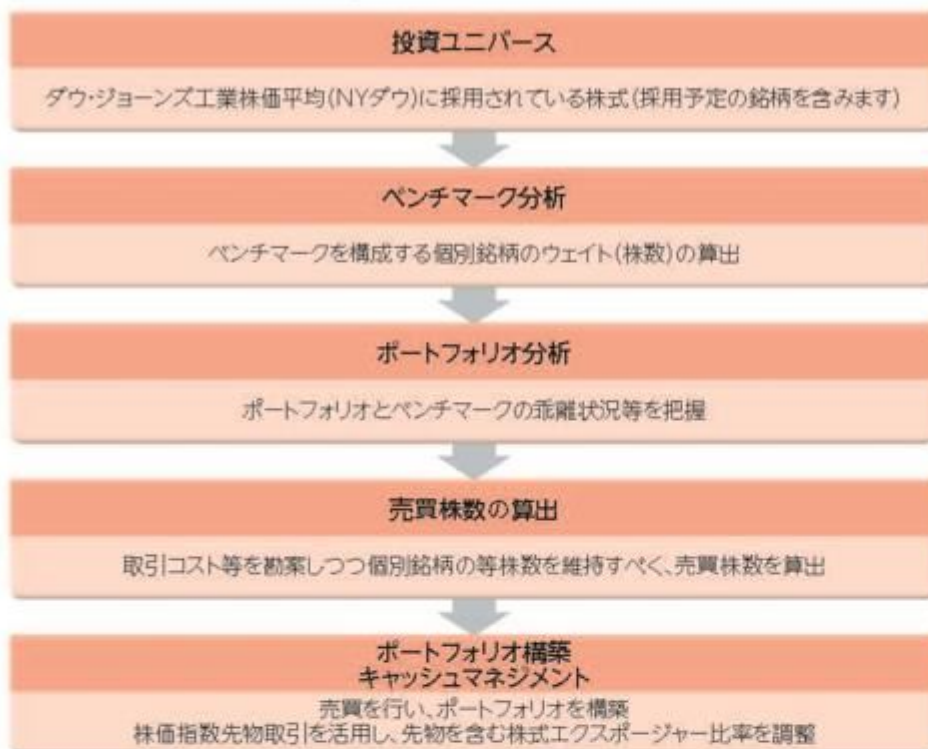 投資ユニバース
ダウ・ジョーンズ工業株価平均(NYダウ)に採用されている株式(採用予定の銘柄を含みます)
ベンチマーク分析
ベンチマークを構成する個別銘柄のウェイト(株数)の算出
ポートフォリオ分析
ポートフォリオとベンチマークの乖離状況等を把握
売買株数の算出
取引コスト等を勘案しつつ個別銘柄の等株数を維持すべく、売買株数を算出
ポートフォリオ構築
キャッシュマネジメント
売買を行い、ポートフォリオを構築
株価指数先物取引を活用し、先物を含む株式エクスポージャー比率を調整